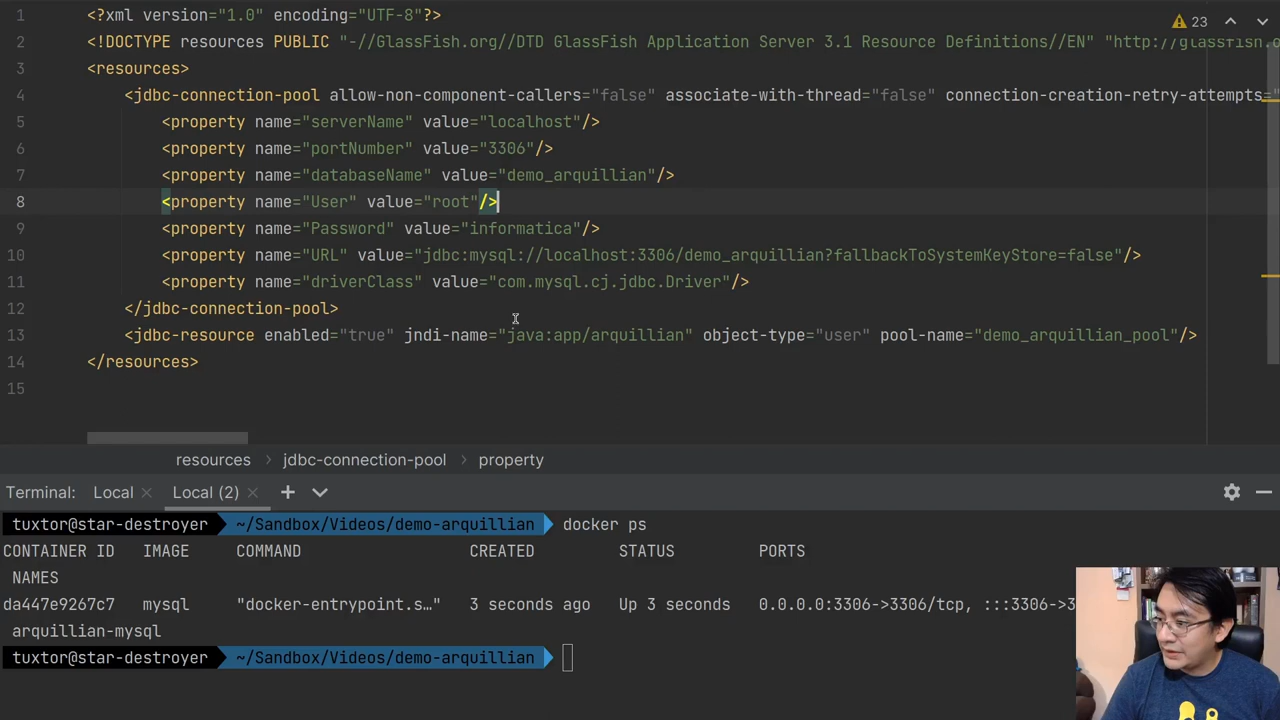 1 <?xml version="1.0" encoding="UTF-8"?>
23
2 <!DOCTYPE resources PUBLIC "-//GlassFish.org//DTD GlassFish Application Server 3.1 Resource Definitions//EN" "http://glassfish.o
3 <resources>
4 <jdbc-connection-pool allow-non-component-callers="false" associate-with-thread="false" connection-creation-retry-attempts="
5 <property name="serverName" value="localhost"/>
6 <property name="portNumber" value="3306"/>
7 <property name="databaseName" value="demo_arquillian"/>
8 <property name="User" value="root"/>
9 <property name="Password" value="informatica"/>
10 <property name="URL" value="jdbc:mysql://localhost:3306/demo_arquillian?fallbackToSystemKeyStore=false"/>
11 <property name="driverClass" value="com.mysql.cj.jdbc.Driver"/>
12 </jdbc-connection-pool>
13 <jdbc-resource enabled="true" jndi-name="java:app/arquillian" object-type="user" pool-name="demo_arquillian_pool"/>
14 </resources>
15
resources > jdbc-connection-pool > property
Terminal: Local × Local (2) × +
tuxtor@star-destroyer ~/Sandbox/Videos/demo-arquillian docker ps
CONTAINER ID IMAGE COMMAND CREATED STATUS PORTS
NAMES
da447e9267c7 mysql "docker-entrypoint.s…" 3 seconds ago Up 3 seconds 0.0.0.0:3306->3306/tcp, :::3306->3
arquillian-mysql
tuxtor@star-destroyer ~/Sandbox/Videos/demo-arquillian